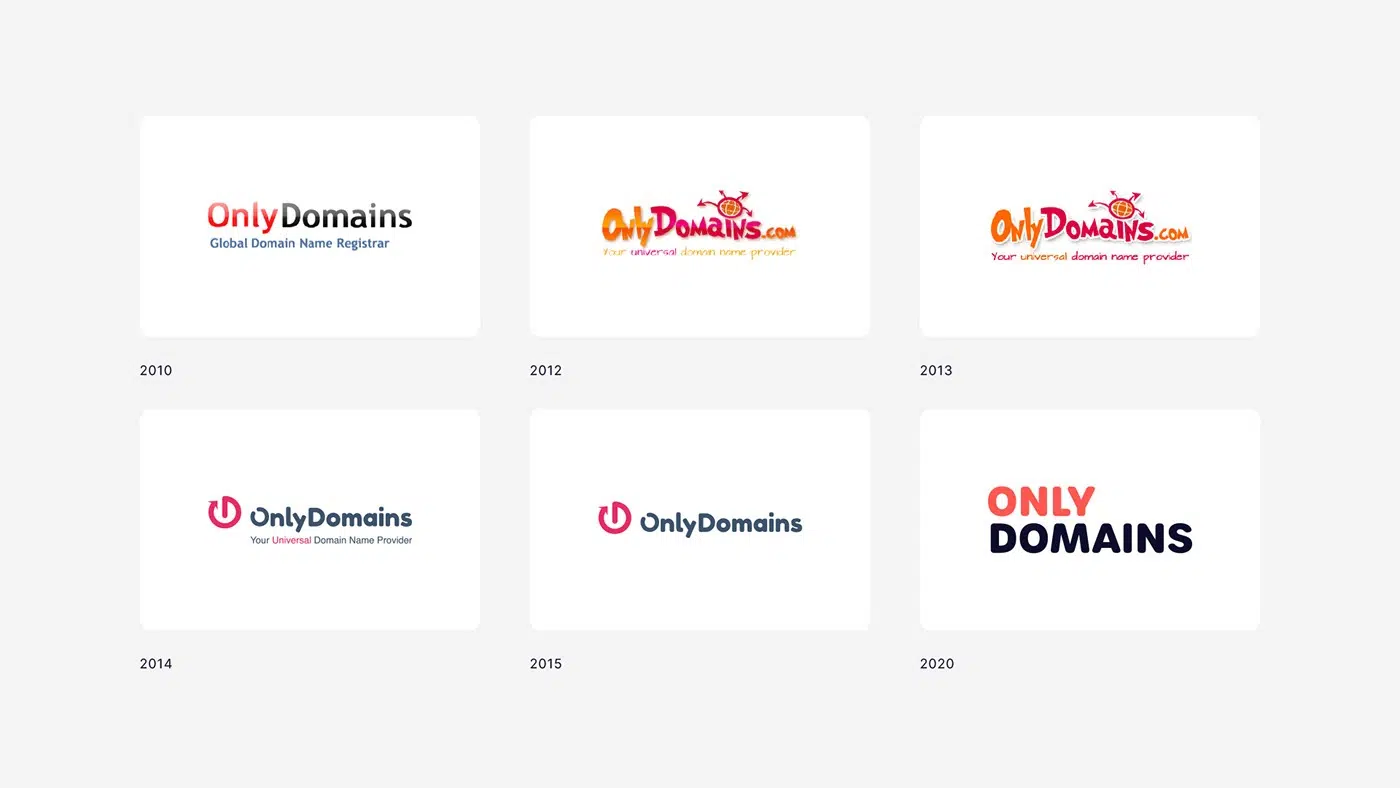 OnlyDomains
Global Domain Name Registrar
2010
OnlyDomains.com
Your universal domain name provider
2012
OnlyDomains.com
Your universal domain name provider
2013
OnlyDomains
Your Universal Domain Name Provider
2014
OnlyDomains
2015
ONLY
DOMAINS
2020